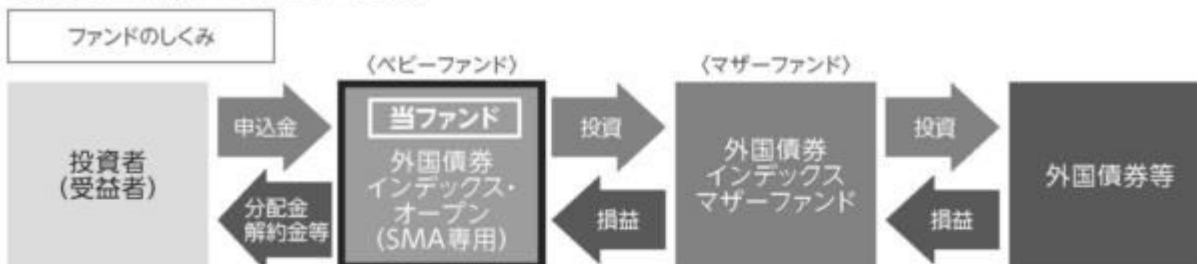 ファンドのしくみ
〈ベビーファンド〉
〈マザーファンド〉
投資者
(受益者)
申込金
分配金
解約金等
当ファンド
外国債券
インデックス・
オープン
(SMA専用)
投資
損益
外国債券
インデックス
マザーファンド
投資
損益
外国債券等